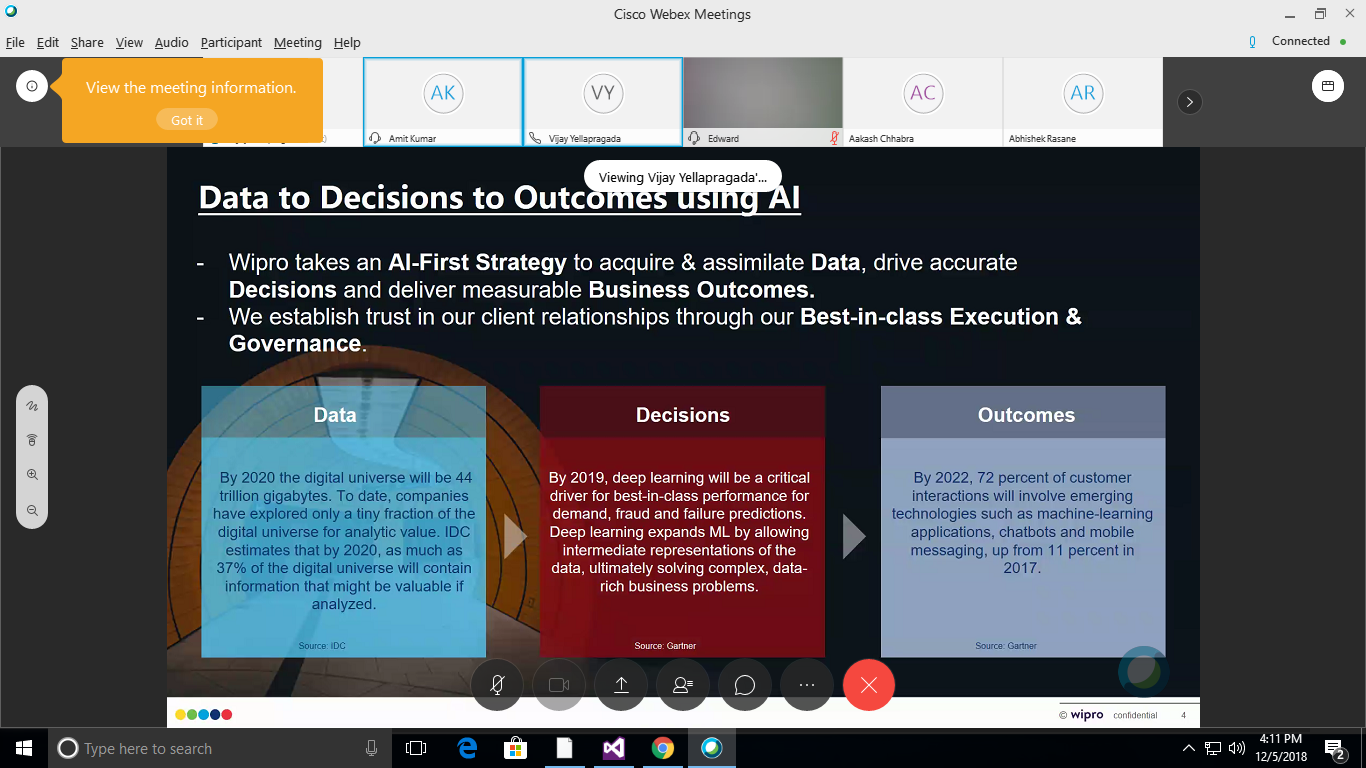 Cisco Webex Meetings
File Edit Share View Audio Participant Meeting Help
Connected
View the meeting information.
Got it
AK
VY
AC
AR
Amit Kumar
Vijay Yellapragada
Edward
Aakash Chhabra
Abhishek Rasane
Viewing Vijay Yellapragada'...
Data to Decisions to Outcomes using AI
- Wipro takes an AI-First Strategy to acquire & assimilate Data, drive accurate
Decisions and deliver measurable Business Outcomes.
- We establish trust in our client relationships through our Best-in-class Execution &
Governance.
Data
By 2020 the digital universe will be 44
trillion gigabytes. To date, companies
have explored only a tiny fraction of the
digital universe for analytic value. IDC
estimates that by 2020, as much as
37% of the digital universe will contain
information that might be valuable if
analyzed.
Source: IDC
Decisions
By 2019, deep learning will be a critical
driver for best-in-class performance for
demand, fraud and failure predictions.
Deep learning expands ML by allowing
intermediate representations of the
data, ultimately solving complex, data-
rich business problems.
Source: Gartner
Outcomes
By 2022, 72 percent of customer
interactions will involve emerging
technologies such as machine-learning
applications, chatbots and mobile
messaging, up from 11 percent in
2017.
Source: Gartner
© wipro confidential 4
Type here to search
4:11 PM
12/5/2018
2